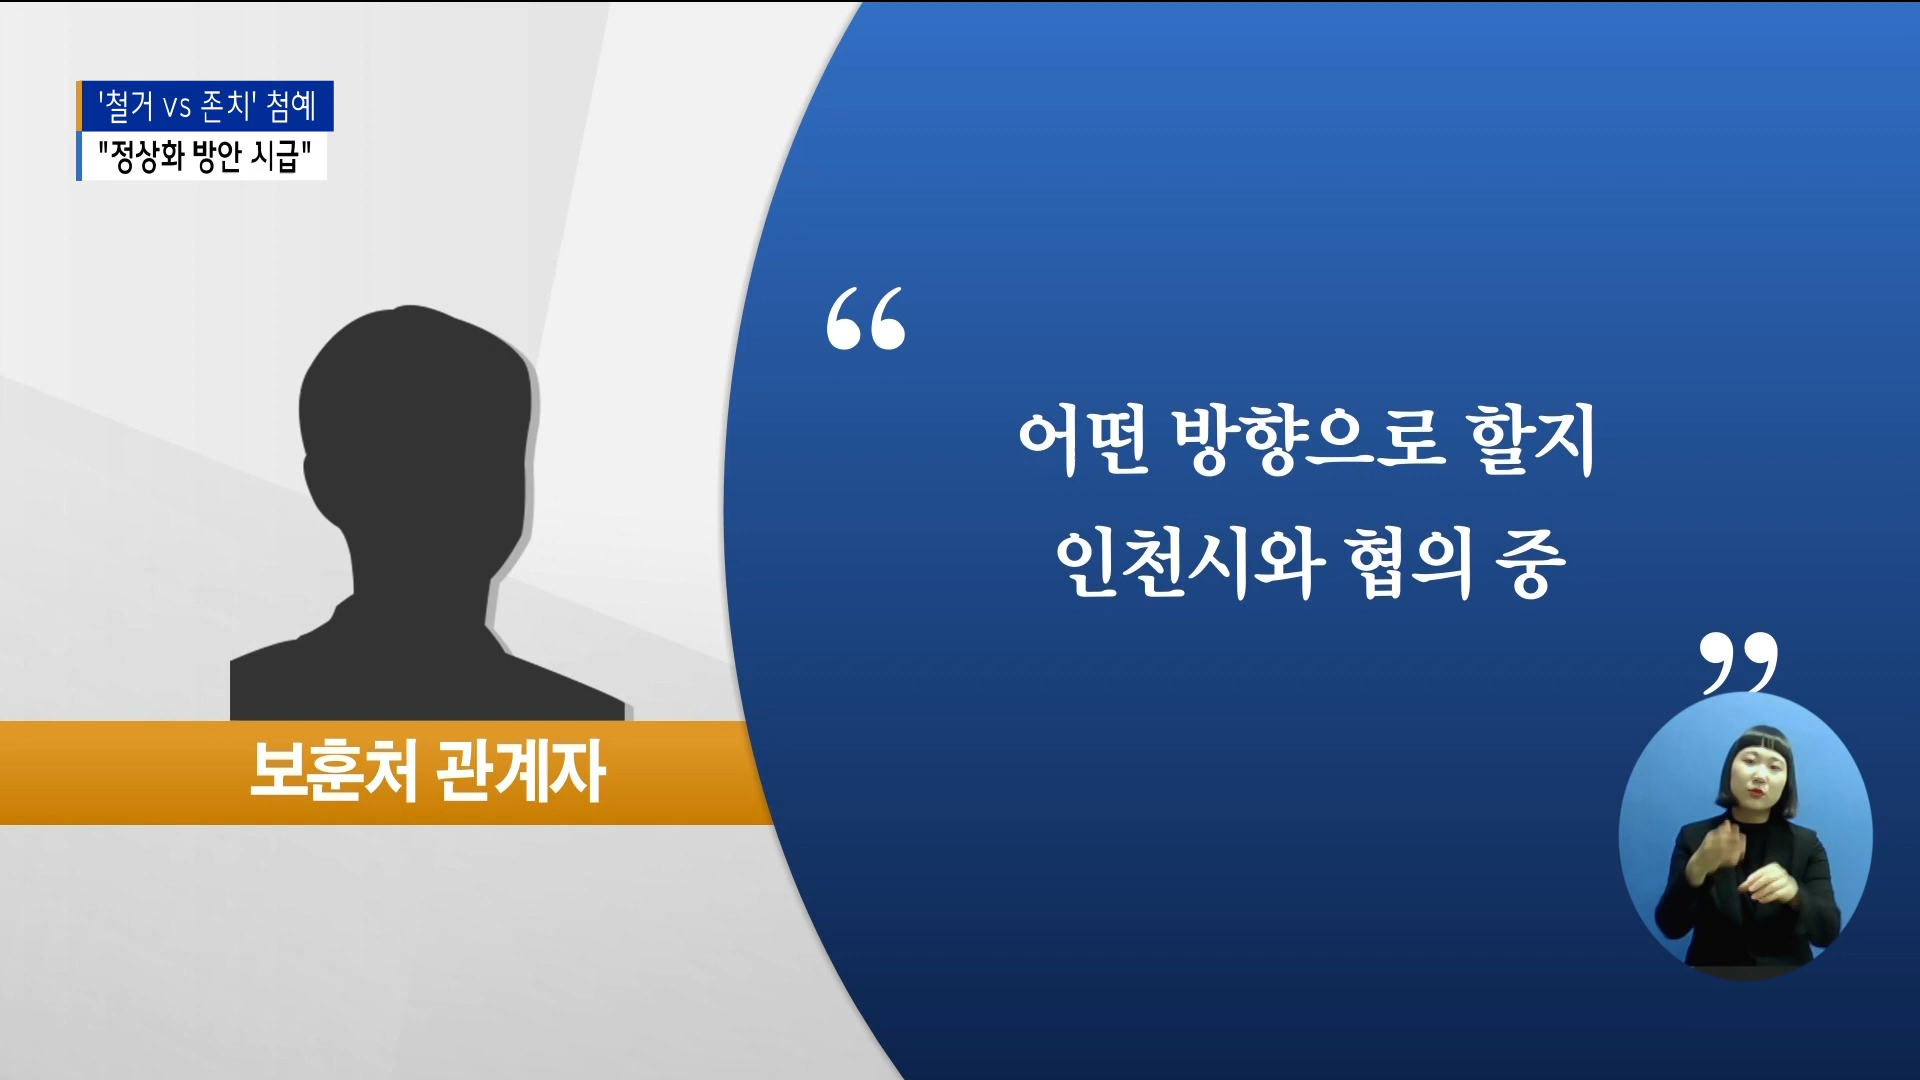 '철거 vs 존치' 첨예
"정상화 방안 시급"
“
어떤 방향으로 할지
인천시와 협의 중
”
보훈처 관계자